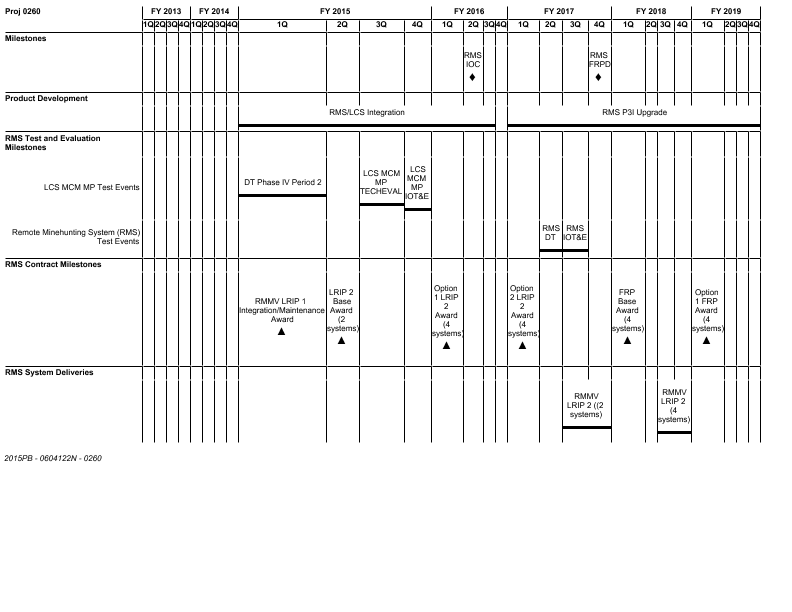 Proj 0260
FY 2013 FY 2014 FY 2015 FY 2016 FY 2017 FY 2018 FY 2019
1Q 2Q 3Q 4Q 1Q 2Q 3Q 4Q 1Q 2Q 3Q 4Q 1Q 2Q 3Q 4Q 1Q 2Q 3Q 4Q 1Q 2Q 3Q 4Q 1Q 2Q 3Q 4Q
Milestones
RMS
IOC
RMS
FRPD
Product Development
RMS/LCS Integration
RMS P3I Upgrade
RMS Test and Evaluation
Milestones
LCS MCM MP Test Events
DT Phase IV Period 2
LCS MCM
MP
TECHEVAL
LCS
MCM
MP
IOT&E
Remote Minehunting System (RMS)
Test Events
RMS
DT
RMS
IOT&E
RMS Contract Milestones
RMMV LRIP 1
Integration/Maintenance
Award
LRIP 2
Base
Award
(2
systems)
Option
1 LRIP
2
Award
(4
systems)
Option
2 LRIP
2
Award
(4
systems)
FRP
Base
Award
(4
systems)
Option
1 FRP
Award
(4
systems)
RMS System Deliveries
RMMV
LRIP 2 ((2
systems)
RMMV
LRIP 2
(4
systems)
2015PB - 0604122N - 0260